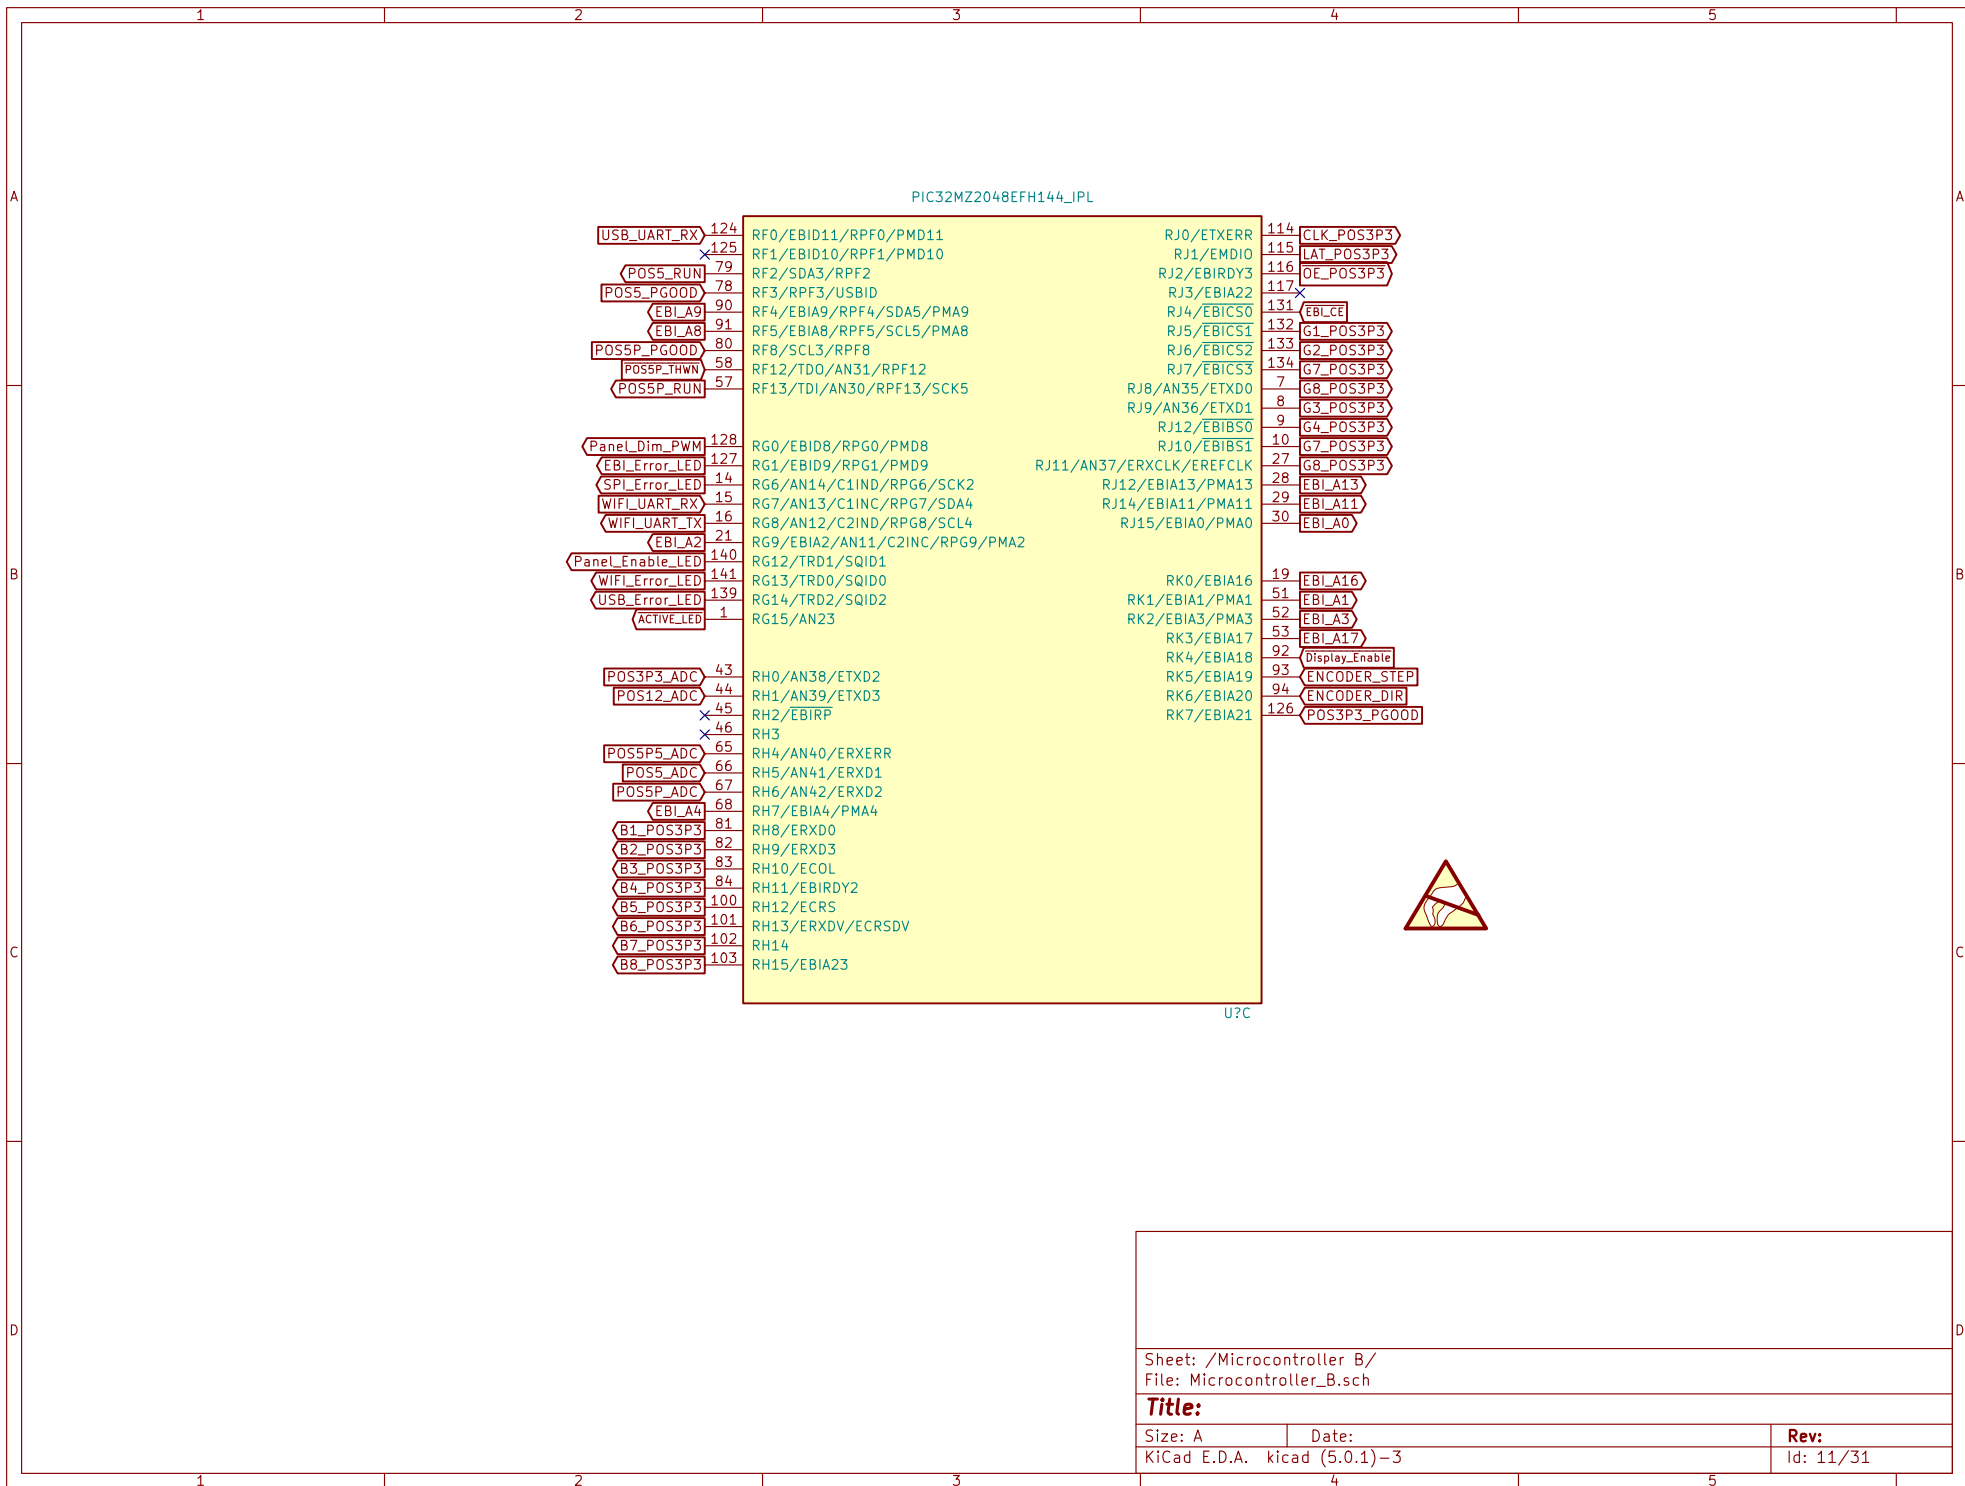 1 2 3 4 5
A A
PIC32MZ2048EFH144_IPL
USB_UART_RX 124 RF0/EBID11/RPF0/PMD11
125 RF1/EBID10/RPF1/PMD10
POS5_RUN 79 RF2/SDA3/RPF2
POS5_PGOOD 78 RF3/RPF3/USBID
EBI_A9 90 RF4/EBIA9/RPF4/SDA5/PMA9
EBI_A8 91 RF5/EBIA8/RPF5/SCL5/PMA8
POS5P_PGOOD 80 RF8/SCL3/RPF8
POS5P_THWN 58 RF12/TDO/AN31/RPF12
POS5P_RUN 57 RF13/TDI/AN30/RPF13/SCK5
Panel_Dim_PWM 128 RG0/EBID8/RPG0/PMD8
EBI_Error_LED 127 RG1/EBID9/RPG1/PMD9
SPI_Error_LED 14 RG6/AN14/C1IND/RPG6/SCK2
WIFI_UART_RX 15 RG7/AN13/C1INC/RPG7/SDA4
WIFI_UART_TX 16 RG8/AN12/C2IND/RPG8/SCL4
EBI_A2 21 RG9/EBIA2/AN11/C2INC/RPG9/PMA2
Panel_Enable_LED 140 RG12/TRD1/SQID1
WIFI_Error_LED 141 RG13/TRD0/SQID0
USB_Error_LED 139 RG14/TRD2/SQID2
ACTIVE_LED 1 RG15/AN23
POS3P3_ADC 43 RH0/AN38/ETXD2
POS12_ADC 44 RH1/AN39/ETXD3
45 RH2/EBIRP
46 RH3
POS5P5_ADC 65 RH4/AN40/ERXERR
POS5_ADC 66 RH5/AN41/ERXD1
POS5P_ADC 67 RH6/AN42/ERXD2
EBI_A4 68 RH7/EBIA4/PMA4
B1_POS3P3 81 RH8/ERXD0
B2_POS3P3 82 RH9/ERXD3
B3_POS3P3 83 RH10/ECOL
B4_POS3P3 84 RH11/EBIRDY2
B5_POS3P3 100 RH12/ECRS
B6_POS3P3 101 RH13/ERXDV/ECRSDV
B7_POS3P3 102 RH14
B8_POS3P3 103 RH15/EBIA23
RJ0/ETXERR 114 CLK_POS3P3
RJ1/EMDIO 115 LAT_POS3P3
RJ2/EBIRDY3 116 OE_POS3P3
RJ3/EBIA22 117
RJ4/EBICS0 131 EBI_CE
RJ5/EBICS1 132 G1_POS3P3
RJ6/EBICS2 133 G2_POS3P3
RJ7/EBICS3 134 G7_POS3P3
RJ8/AN35/ETXD0 7 G8_POS3P3
RJ9/AN36/ETXD1 8 G3_POS3P3
RJ12/EBIBS0 9 G4_POS3P3
RJ10/EBIBS1 10 G7_POS3P3
RJ11/AN37/ERXCLK/EREFCLK 27 G8_POS3P3
RJ12/EBIA13/PMA13 28 EBI_A13
RJ14/EBIA11/PMA11 29 EBI_A11
RJ15/EBIA0/PMA0 30 EBI_A0
RK0/EBIA16 19 EBI_A16
RK1/EBIA1/PMA1 51 EBI_A1
RK2/EBIA3/PMA3 52 EBI_A3
RK3/EBIA17 53 EBI_A17
RK4/EBIA18 92 Display_Enable
RK5/EBIA19 93 ENCODER_STEP
RK6/EBIA20 94 ENCODER_DIR
RK7/EBIA21 126 POS3P3_PGOOD
U?C
B B
C C
D D
Sheet: /Microcontroller B/
File: Microcontroller_B.sch
Title:
Size: A Date: Rev:
KiCad E.D.A. kicad (5.0.1)-3 Id: 11/31
1 2 3 4 5